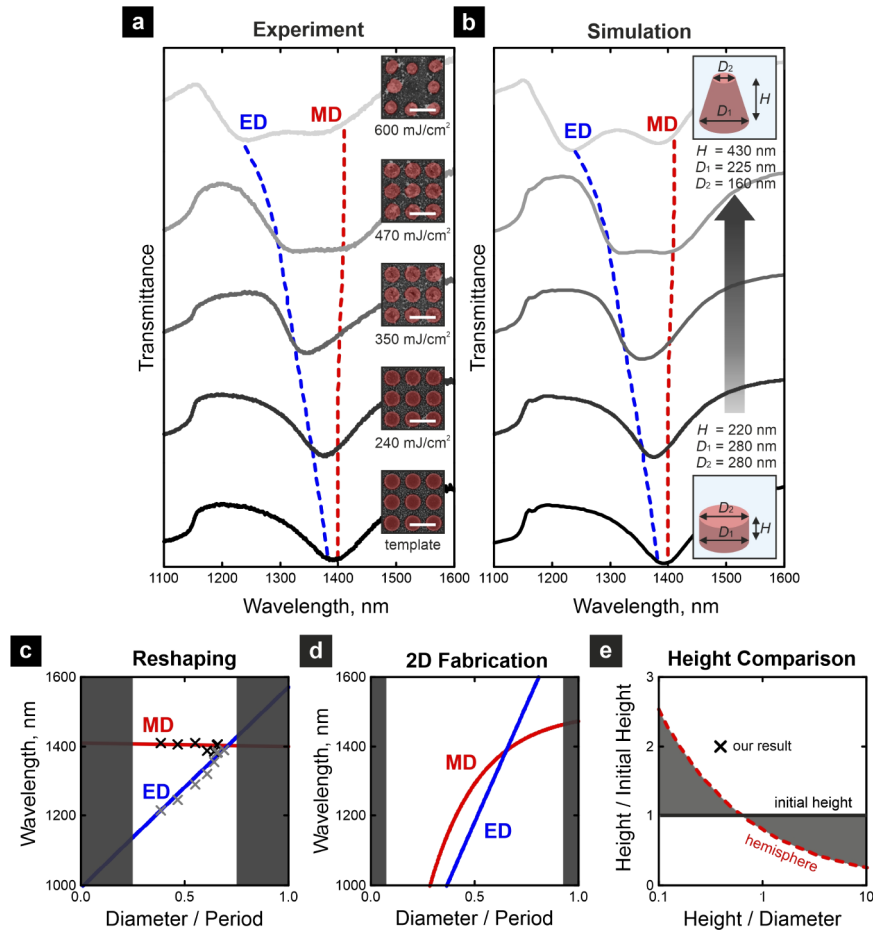 a
Experiment
ED
MD
600 mJ/cm²
470 mJ/cm²
350 mJ/cm²
240 mJ/cm²
template
Transmittance
1100 1200 1300 1400 1500 1600
Wavelength, nm
b
Simulation
ED
MD
D₂
H
D₁
H = 430 nm
D₁ = 225 nm
D₂ = 160 nm
H = 220 nm
D₁ = 280 nm
D₂ = 280 nm
D₂
H
D₁
Transmittance
1100 1200 1300 1400 1500 1600
Wavelength, nm
c
Reshaping
1600
1400
1200
1000
Wavelength, nm
MD
ED
0.0 0.5 1.0
Diameter / Period
d
2D Fabrication
1600
1400
1200
1000
Wavelength, nm
MD
ED
0.0 0.5 1.0
Diameter / Period
e
Height Comparison
3
2
1
0
Height / Initial Height
our result
initial height
hemisphere
0.1 1 10
Height / Diameter